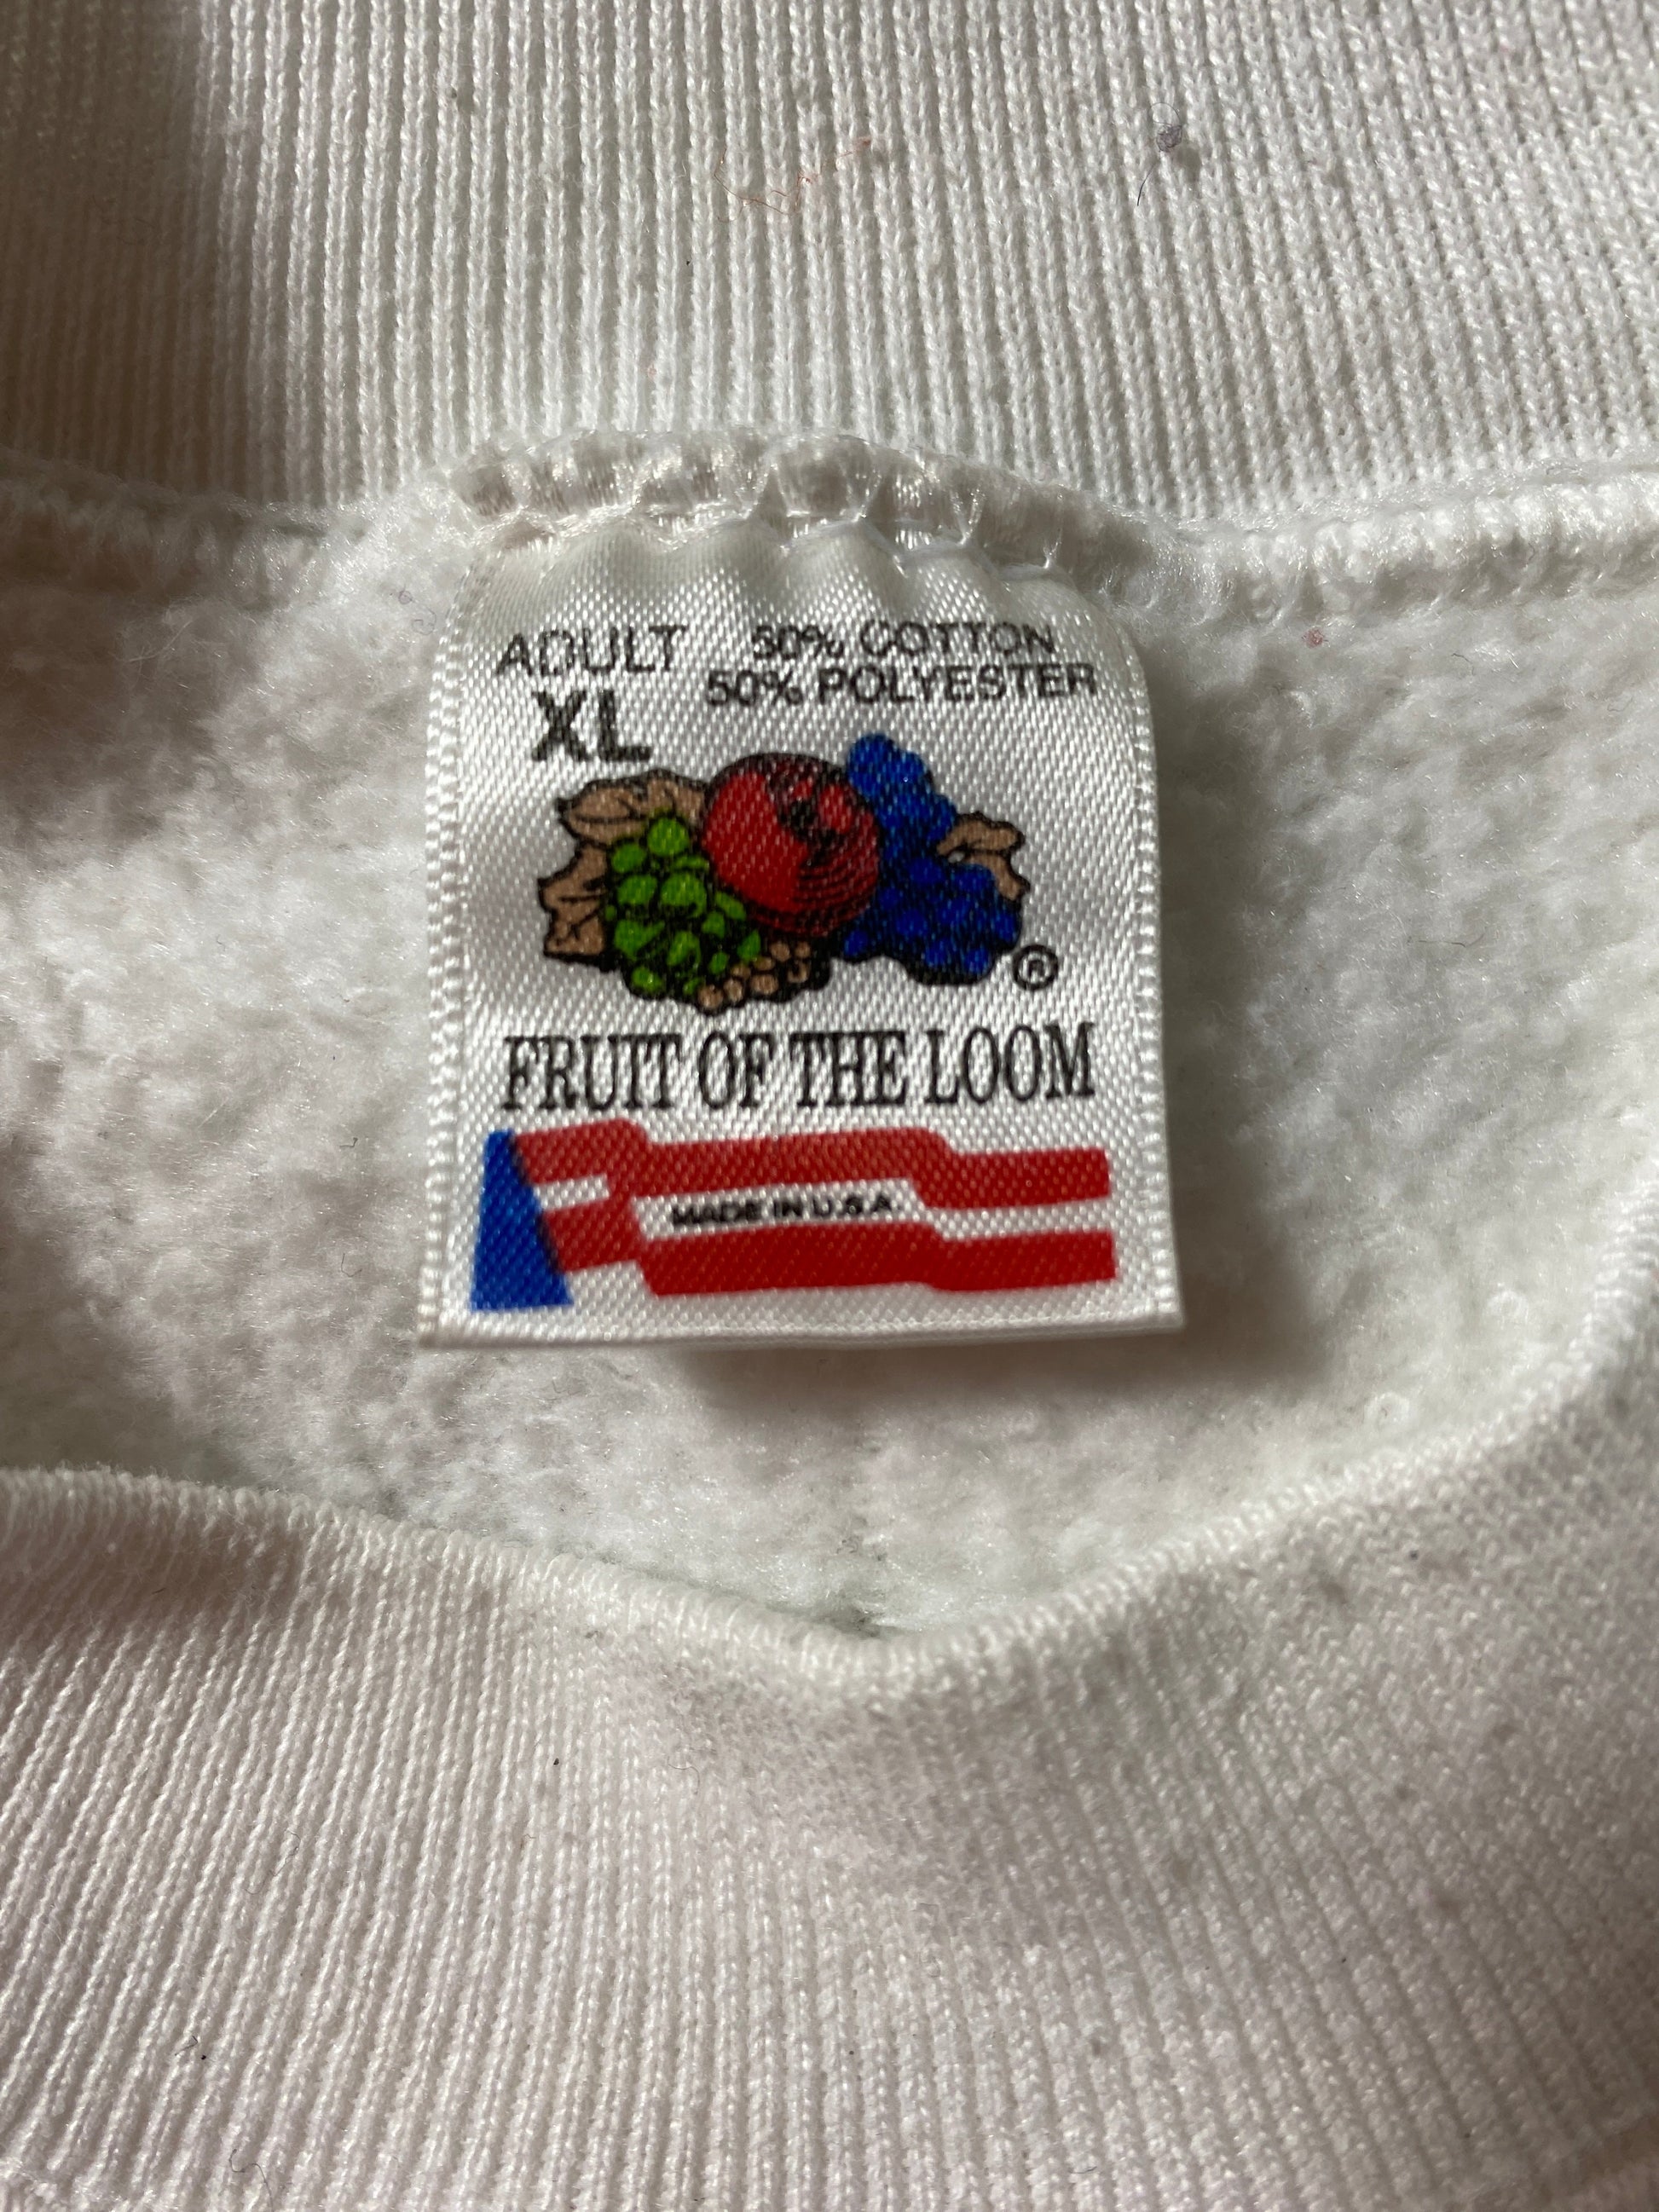 ADULT
XL
50% COTTON
50% POLYESTER
®
FRUIT OF THE LOOM
MADE IN U.S.A.